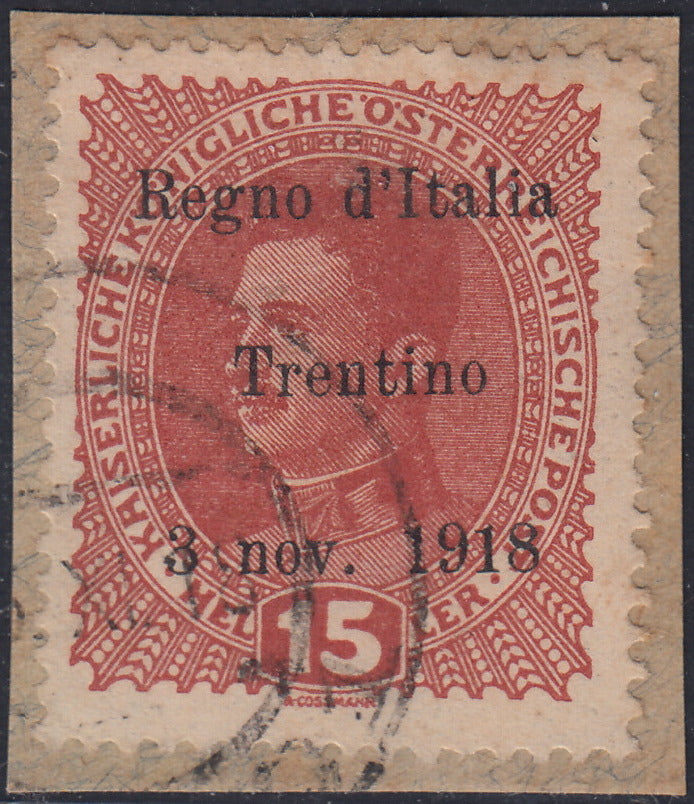 KAISERLICHE KÖNIGLICHE ÖSTERREICHISCHE POST
Regno d'Italia
Trentino
3 nov. 1918
HELLER
15